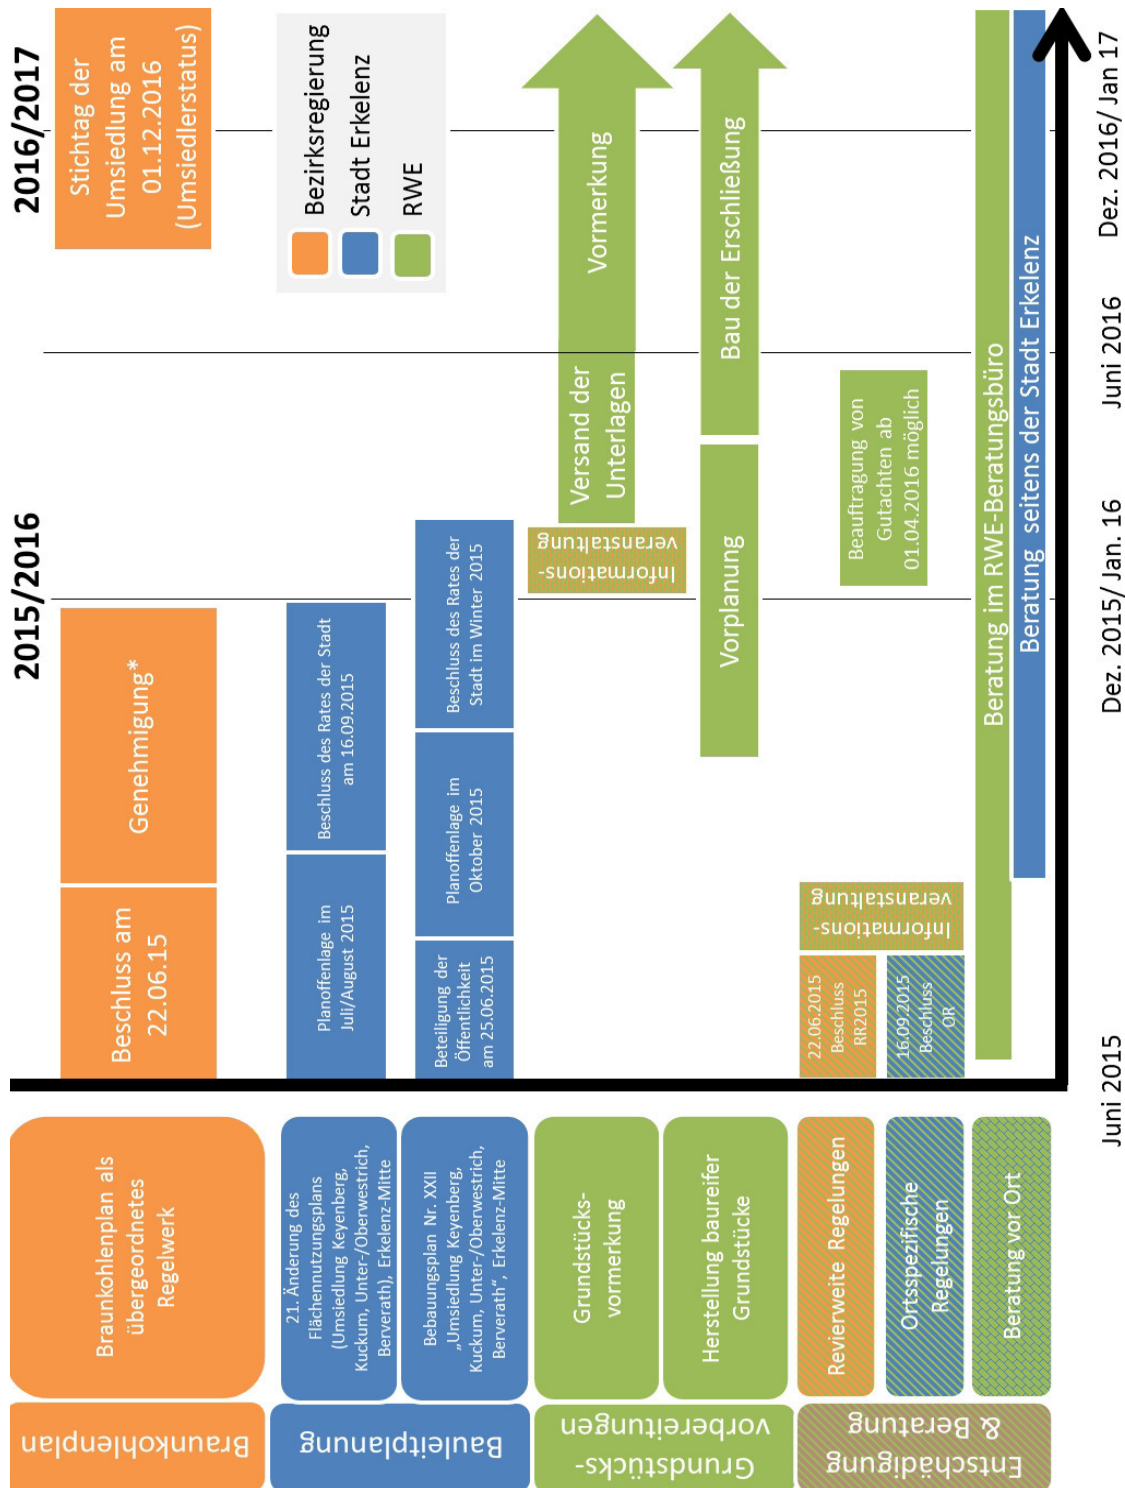 2015/2016
2016/2017
Braunkohlenplan
Braunkohlenplan als
übergeordnetes
Regelwerk
Beschluss am
22.06.15
Genehmigung*
Stichtag der
Umsiedlung am
01.12.2016
(Umsiedlerstatus)
Bauleitplanung
21. Änderung des
Flächennutzungsplans
(Umsiedlung Keyenberg,
Kuckum, Unter-/Oberwestrich,
Berverath), Erkelenz-Mitte
Planoffenlage im
Juli/August 2015
Beschluss des Rates der Stadt
am 16.09.2015
Bezirksregierung
Stadt Erkelenz
RWE
Bebauungsplan Nr. XXII
„Umsiedlung Keyenberg,
Kuckum, Unter-/Oberwestrich,
Berverath“, Erkelenz-Mitte
Beteiligung der
Öffentlichkeit
am 25.06.2015
Planoffenlage im
Oktober 2015
Beschluss des Rates der
Stadt im Winter 2015
Grundstücks-
vorbereitungen
Grundstücks-
vormerkung
Informations-
veranstaltung
Versand der
Unterlagen
Vormerkung
Herstellung baureifer
Grundstücke
Vorplanung
Bau der Erschließung
Entschädigung
& Beratung
Revierweite Regelungen
22.06.2015
Beschluss
RR2015
Ortsspezifische
Regelungen
16.09.2015
Beschluss
OR
Informations-
veranstaltung
Beauftragung von
Gutachten ab
01.04.2016 möglich
Beratung vor Ort
Beratung im RWE-Beratungsbüro
Beratung seitens der Stadt Erkelenz
Juni 2015
Dez. 2015/ Jan. 16
Juni 2016
Dez. 2016/ Jan 17